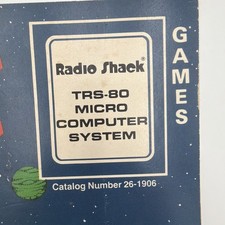 Radio Shack®
TRS-80
MICRO
COMPUTER
SYSTEM
GAMES
Catalog Number 26-1906